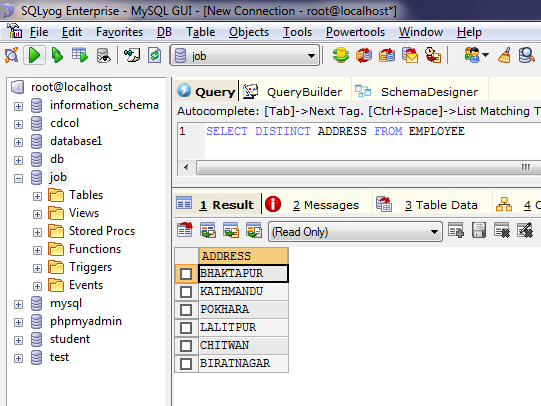 SQLyog Enterprise - MySQL GUI - [New Connection - root@localhost*]
File Edit Favorites DB Table Objects Tools Powertools Window Help
job
root@localhost
information_schema
cdcol
database1
db
job
Tables
Views
Stored Procs
Functions
Triggers
Events
mysql
phpmyadmin
student
test
Query QueryBuilder SchemaDesigner
Autocomplete: [Tab]->Next Tag. [Ctrl+Space]->List Matching T
1 SELECT DISTINCT ADDRESS FROM EMPLOYEE
1 Result 2 Messages 3 Table Data 4
(Read Only)
ADDRESS
BHAKTAPUR
KATHMANDU
POKHARA
LALITPUR
CHITWAN
BIRATNAGAR